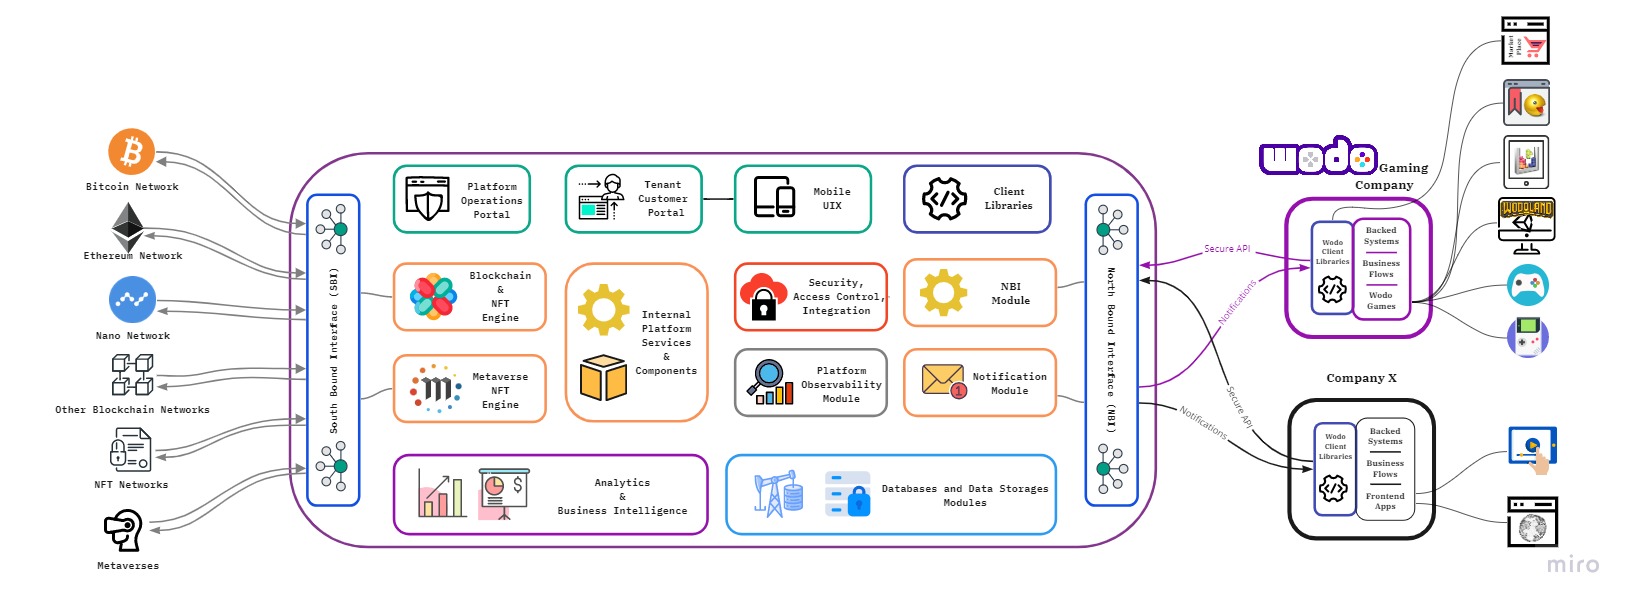 Bitcoin Network
Ethereum Network
Nano Network
Other Blockchain Networks
NFT Networks
Metaverses
South Bound Interface (SBI)
Platform
Operations
Portal
Tenant
Customer
Portal
Mobile
UIX
Client
Libraries
Blockchain
&
NFT
Engine
Internal
Platform
Services
&
Components
Security,
Access Control,
Integration
NBI
Module
Metaverse
NFT
Engine
Platform
Observability
Module
1
Notification
Module
Analytics
&
Business Intelligence
$
Databases and Data Storages
Modules
North Bound Interface (NBI)
Secure API
Notifications
Secure API
Notifications
wodo
Gaming
Company
Wodo
Client
Libraries
Backed
Systems
Business
Flows
Wodo
Games
Company X
Wodo
Client
Libraries
Backed
Systems
Business
Flows
Frontend
Apps
Market
Place
WODOLAND
miro